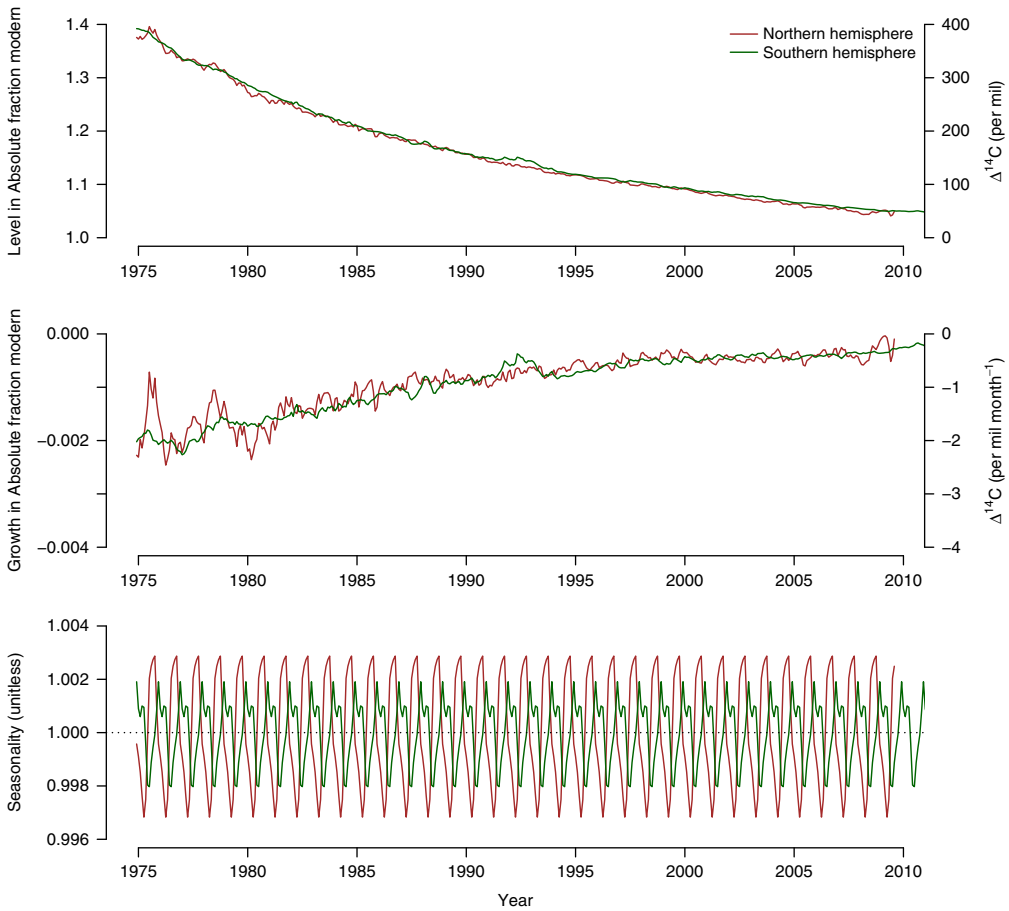 Level in Absolute fraction modern
1.4
1.3
1.2
1.1
1.0
Northern hemisphere
Southern hemisphere
400
300
200
100
0
Δ¹⁴C (per mil)
1975 1980 1985 1990 1995 2000 2005 2010
Growth in Absolute fraction modern
0.000
−0.002
−0.004
0
−1
−2
−3
−4
Δ¹⁴C (per mil month⁻¹)
1975 1980 1985 1990 1995 2000 2005 2010
Seasonality (unitless)
1.004
1.002
1.000
0.998
0.996
1975 1980 1985 1990 1995 2000 2005 2010
Year